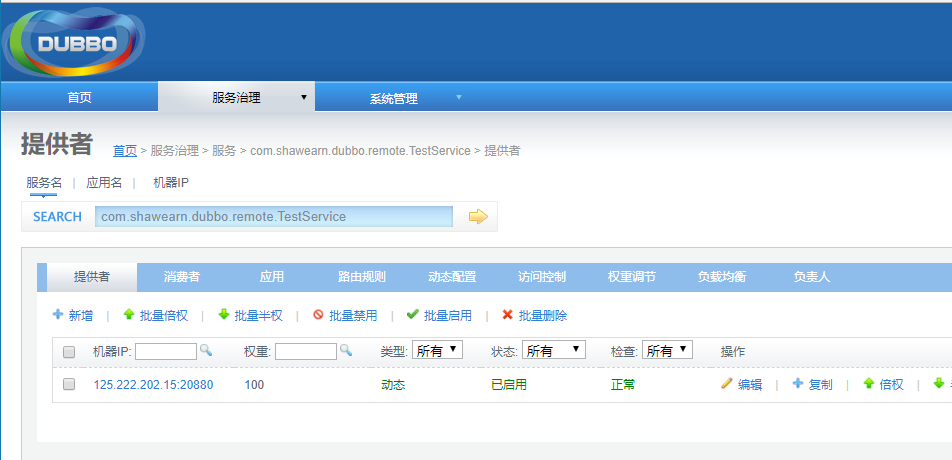 DUBBO
首页 服务治理 系统管理
提供者 首页 > 服务治理 > 服务 > com.shawearn.dubbo.remote.TestService > 提供者
服务名 | 应用名 | 机器IP
SEARCH com.shawearn.dubbo.remote.TestService
提供者 消费者 应用 路由规则 动态配置 访问控制 权重调节 负载均衡 负责人
新增 | 批量倍权 | 批量半权 | 批量禁用 | 批量启用 | 批量删除
机器IP: 权重: 类型: 所有 状态: 所有 检查: 所有 操作
125.222.202.15:20880 100 动态 已启用 正常 编辑 | 复制 | 倍权 |